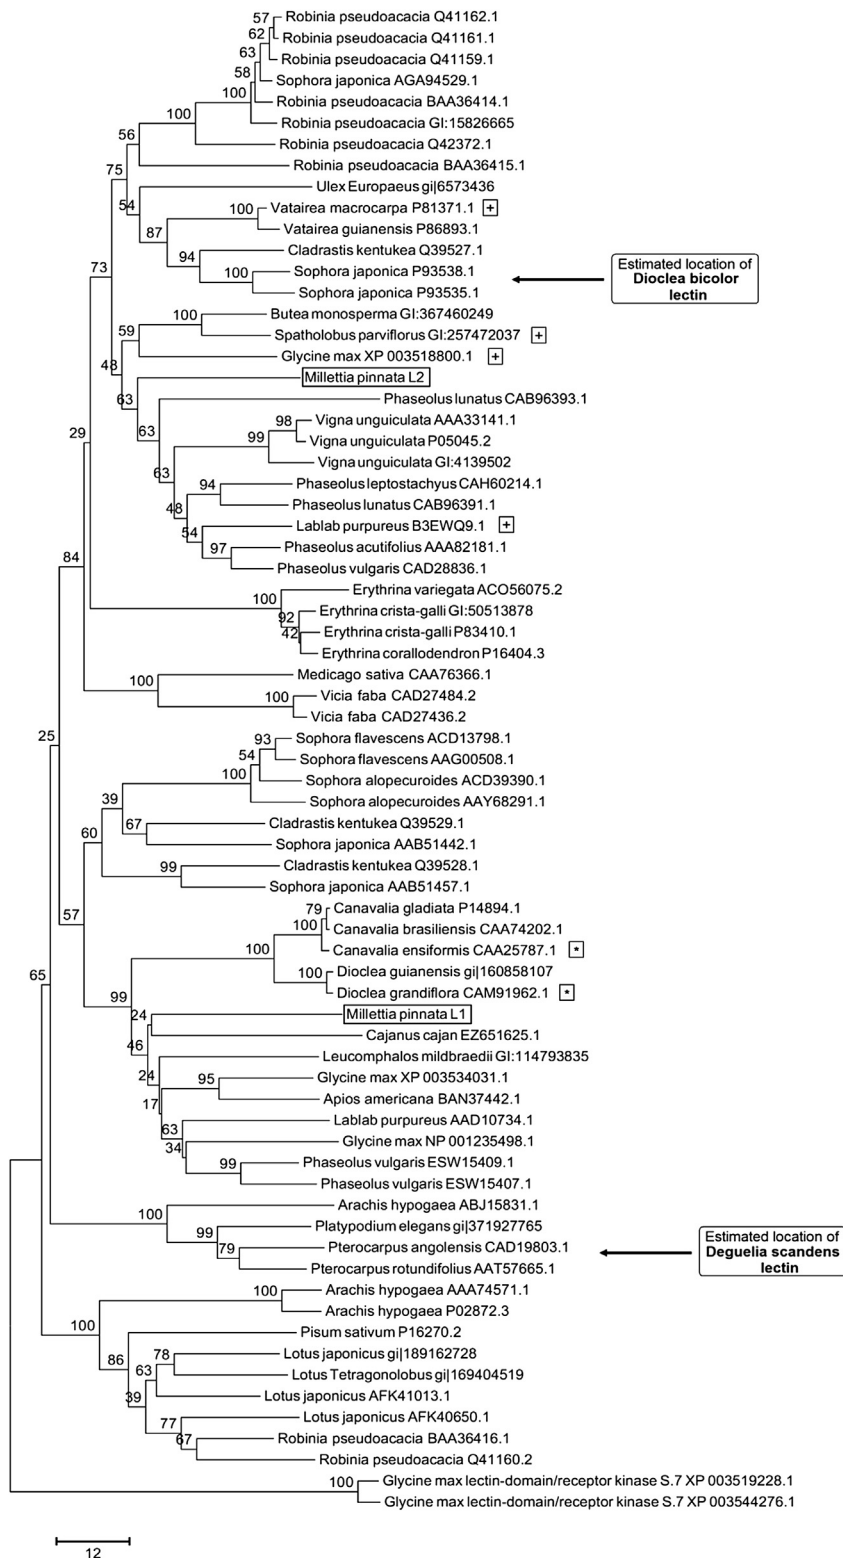 57
Robinia pseudoacacia Q41162.1
62
Robinia pseudoacacia Q41161.1
63
Robinia pseudoacacia Q41159.1
58
Sophora japonica AGA94529.1
100
Robinia pseudoacacia BAA36414.1
100
Robinia pseudoacacia GI:15826665
56
Robinia pseudoacacia Q42372.1
75
Robinia pseudoacacia BAA36415.1
54
Ulex Europaeus gi|6573436
100
Vatairea macrocarpa P81371.1 +
87
Vatairea guianensis P86893.1
94
Cladrastis kentukea Q39527.1
73
100
Sophora japonica P93538.1
Sophora japonica P93535.1
Estimated location of
Dioclea bicolor
lectin
100
Butea monosperma GI:367460249
59
Spatholobus parviflorus GI:257472037 +
48
Glycine max XP 003518800.1 +
63
Millettia pinnata L2
Phaseolus lunatus CAB96393.1
63
98
Vigna unguiculata AAA33141.1
29
99
Vigna unguiculata P05045.2
63
Vigna unguiculata GI:4139502
94
Phaseolus leptostachyus CAH60214.1
48
Phaseolus lunatus CAB96391.1
54
Lablab purpureus B3EWQ9.1 +
97
Phaseolus acutifolius AAA82181.1
84
Phaseolus vulgaris CAD28836.1
100
Erythrina variegata ACO56075.2
92
Erythrina crista-galli GI:50513878
42
Erythrina crista-galli P83410.1
Erythrina corallodendron P16404.3
100
Medicago sativa CAA76366.1
100
Vicia faba CAD27484.2
Vicia faba CAD27436.2
25
93
Sophora flavescens ACD13798.1
54
Sophora flavescens AAG00508.1
100
Sophora alopecuroides ACD39390.1
39
Sophora alopecuroides AAY68291.1
67
Cladrastis kentukea Q39529.1
60
Sophora japonica AAB51442.1
99
Cladrastis kentukea Q39528.1
Sophora japonica AAB51457.1
57
79
Canavalia gladiata P14894.1
100
Canavalia brasiliensis CAA74202.1
100
Canavalia ensiformis CAA25787.1 *
65
100
Dioclea guianensis gi|160858107
99
Dioclea grandiflora CAM91962.1 *
24
Millettia pinnata L1
46
Cajanus cajan EZ651625.1
24
Leucomphalos mildbraedii GI:114793835
95
Glycine max XP 003534031.1
17
Apios americana BAN37442.1
63
Lablab purpureus AAD10734.1
34
Glycine max NP 001235498.1
99
Phaseolus vulgaris ESW15409.1
Phaseolus vulgaris ESW15407.1
100
Arachis hypogaea ABJ15831.1
99
Platypodium elegans gi|371927765
79
Pterocarpus angolensis CAD19803.1
Pterocarpus rotundifolius AAT57665.1
Estimated location of
Deguelia scandens
lectin
100
Arachis hypogaea AAA74571.1
Arachis hypogaea P02872.3
100
Pisum sativum P16270.2
86
78
Lotus japonicus gi|189162728
63
Lotus Tetragonolobus gi|169404519
39
Lotus japonicus AFK41013.1
77
Lotus japonicus AFK40650.1
67
Robinia pseudoacacia BAA36416.1
Robinia pseudoacacia Q41160.2
100
Glycine max lectin-domain/receptor kinase S.7 XP 003519228.1
Glycine max lectin-domain/receptor kinase S.7 XP 003544276.1
12